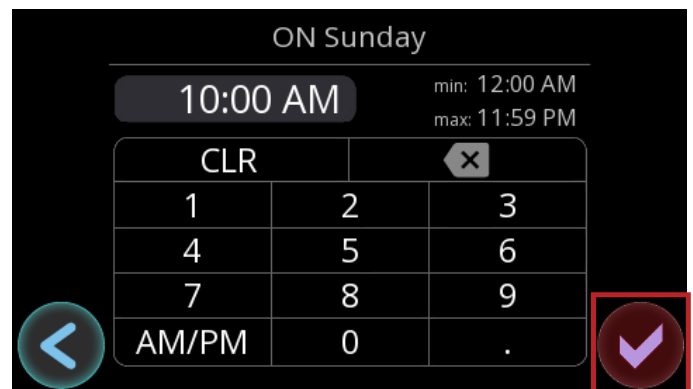 ON Sunday
10:00 AM
min: 12:00 AM
max: 11:59 PM
CLR
1 2 3
4 5 6
7 8 9
AM/PM 0 .